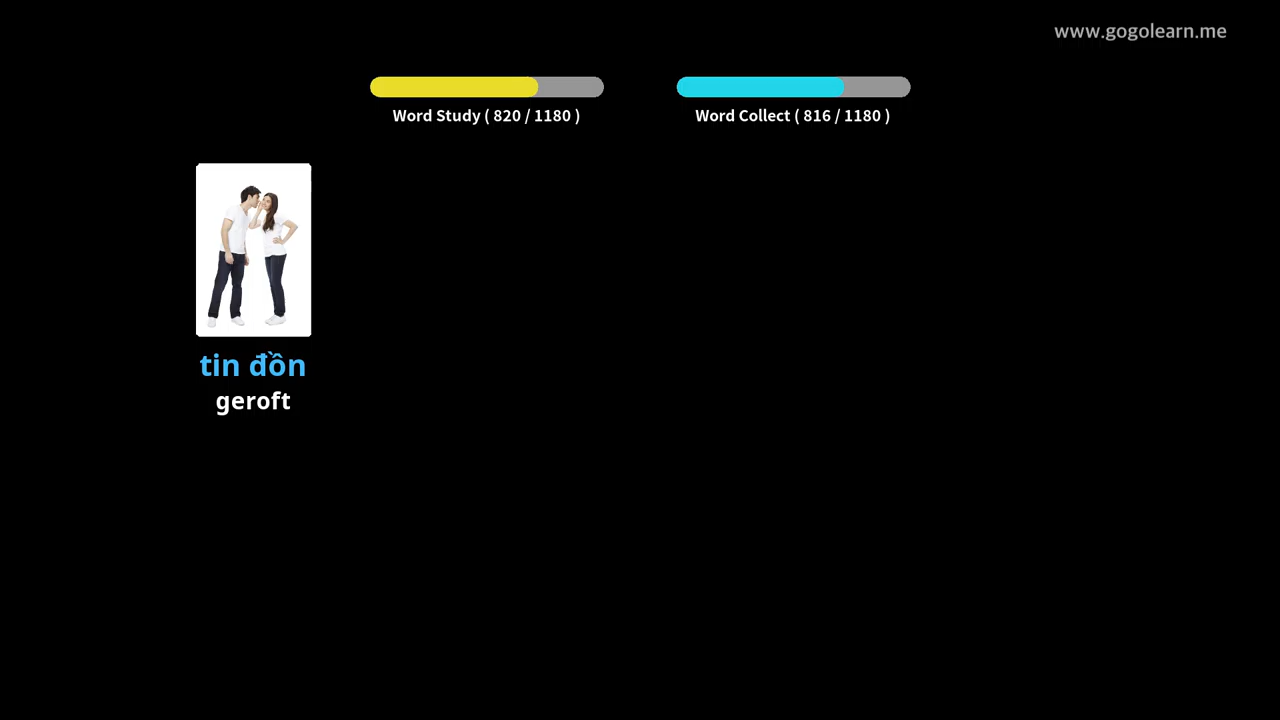 www.gogolearn.me
Word Study ( 820 / 1180 )
Word Collect ( 816 / 1180 )
tin đồn
geroft